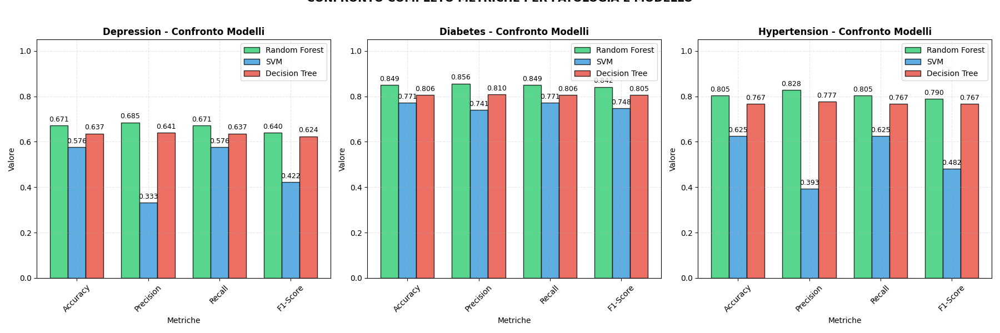 CONFRONTO COMPLETO METRICHE PER PATOLOGIA E MODELLO
Depression - Confronto Modelli
Valore
1.0
0.8
0.6
0.4
0.2
0.0
Random Forest
SVM
Decision Tree
0.671
0.576
0.637
0.685
0.333
0.641
0.671
0.576
0.637
0.640
0.422
0.624
Accuracy
Precision
Recall
F1-Score
Metriche
Diabetes - Confronto Modelli
Valore
1.0
0.8
0.6
0.4
0.2
0.0
Random Forest
SVM
Decision Tree
0.849
0.771
0.806
0.856
0.741
0.810
0.849
0.771
0.806
0.842
0.748
0.805
Accuracy
Precision
Recall
F1-Score
Metriche
Hypertension - Confronto Modelli
Valore
1.0
0.8
0.6
0.4
0.2
0.0
Random Forest
SVM
Decision Tree
0.805
0.625
0.767
0.828
0.393
0.777
0.805
0.625
0.767
0.790
0.482
0.767
Accuracy
Precision
Recall
F1-Score
Metriche